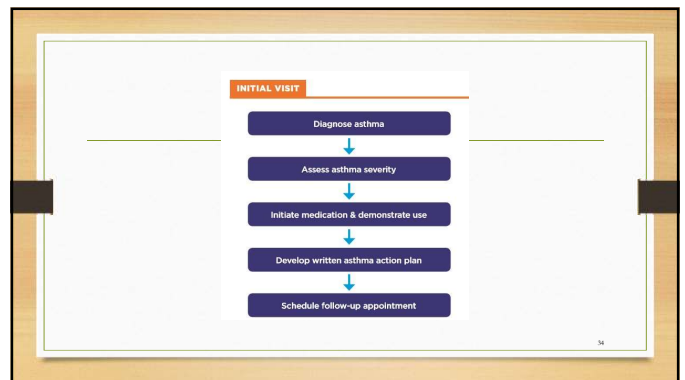 INITIAL VISIT
Diagnose asthma
Assess asthma severity
Initiate medication & demonstrate use
Develop written asthma action plan
Schedule follow-up appointment
34